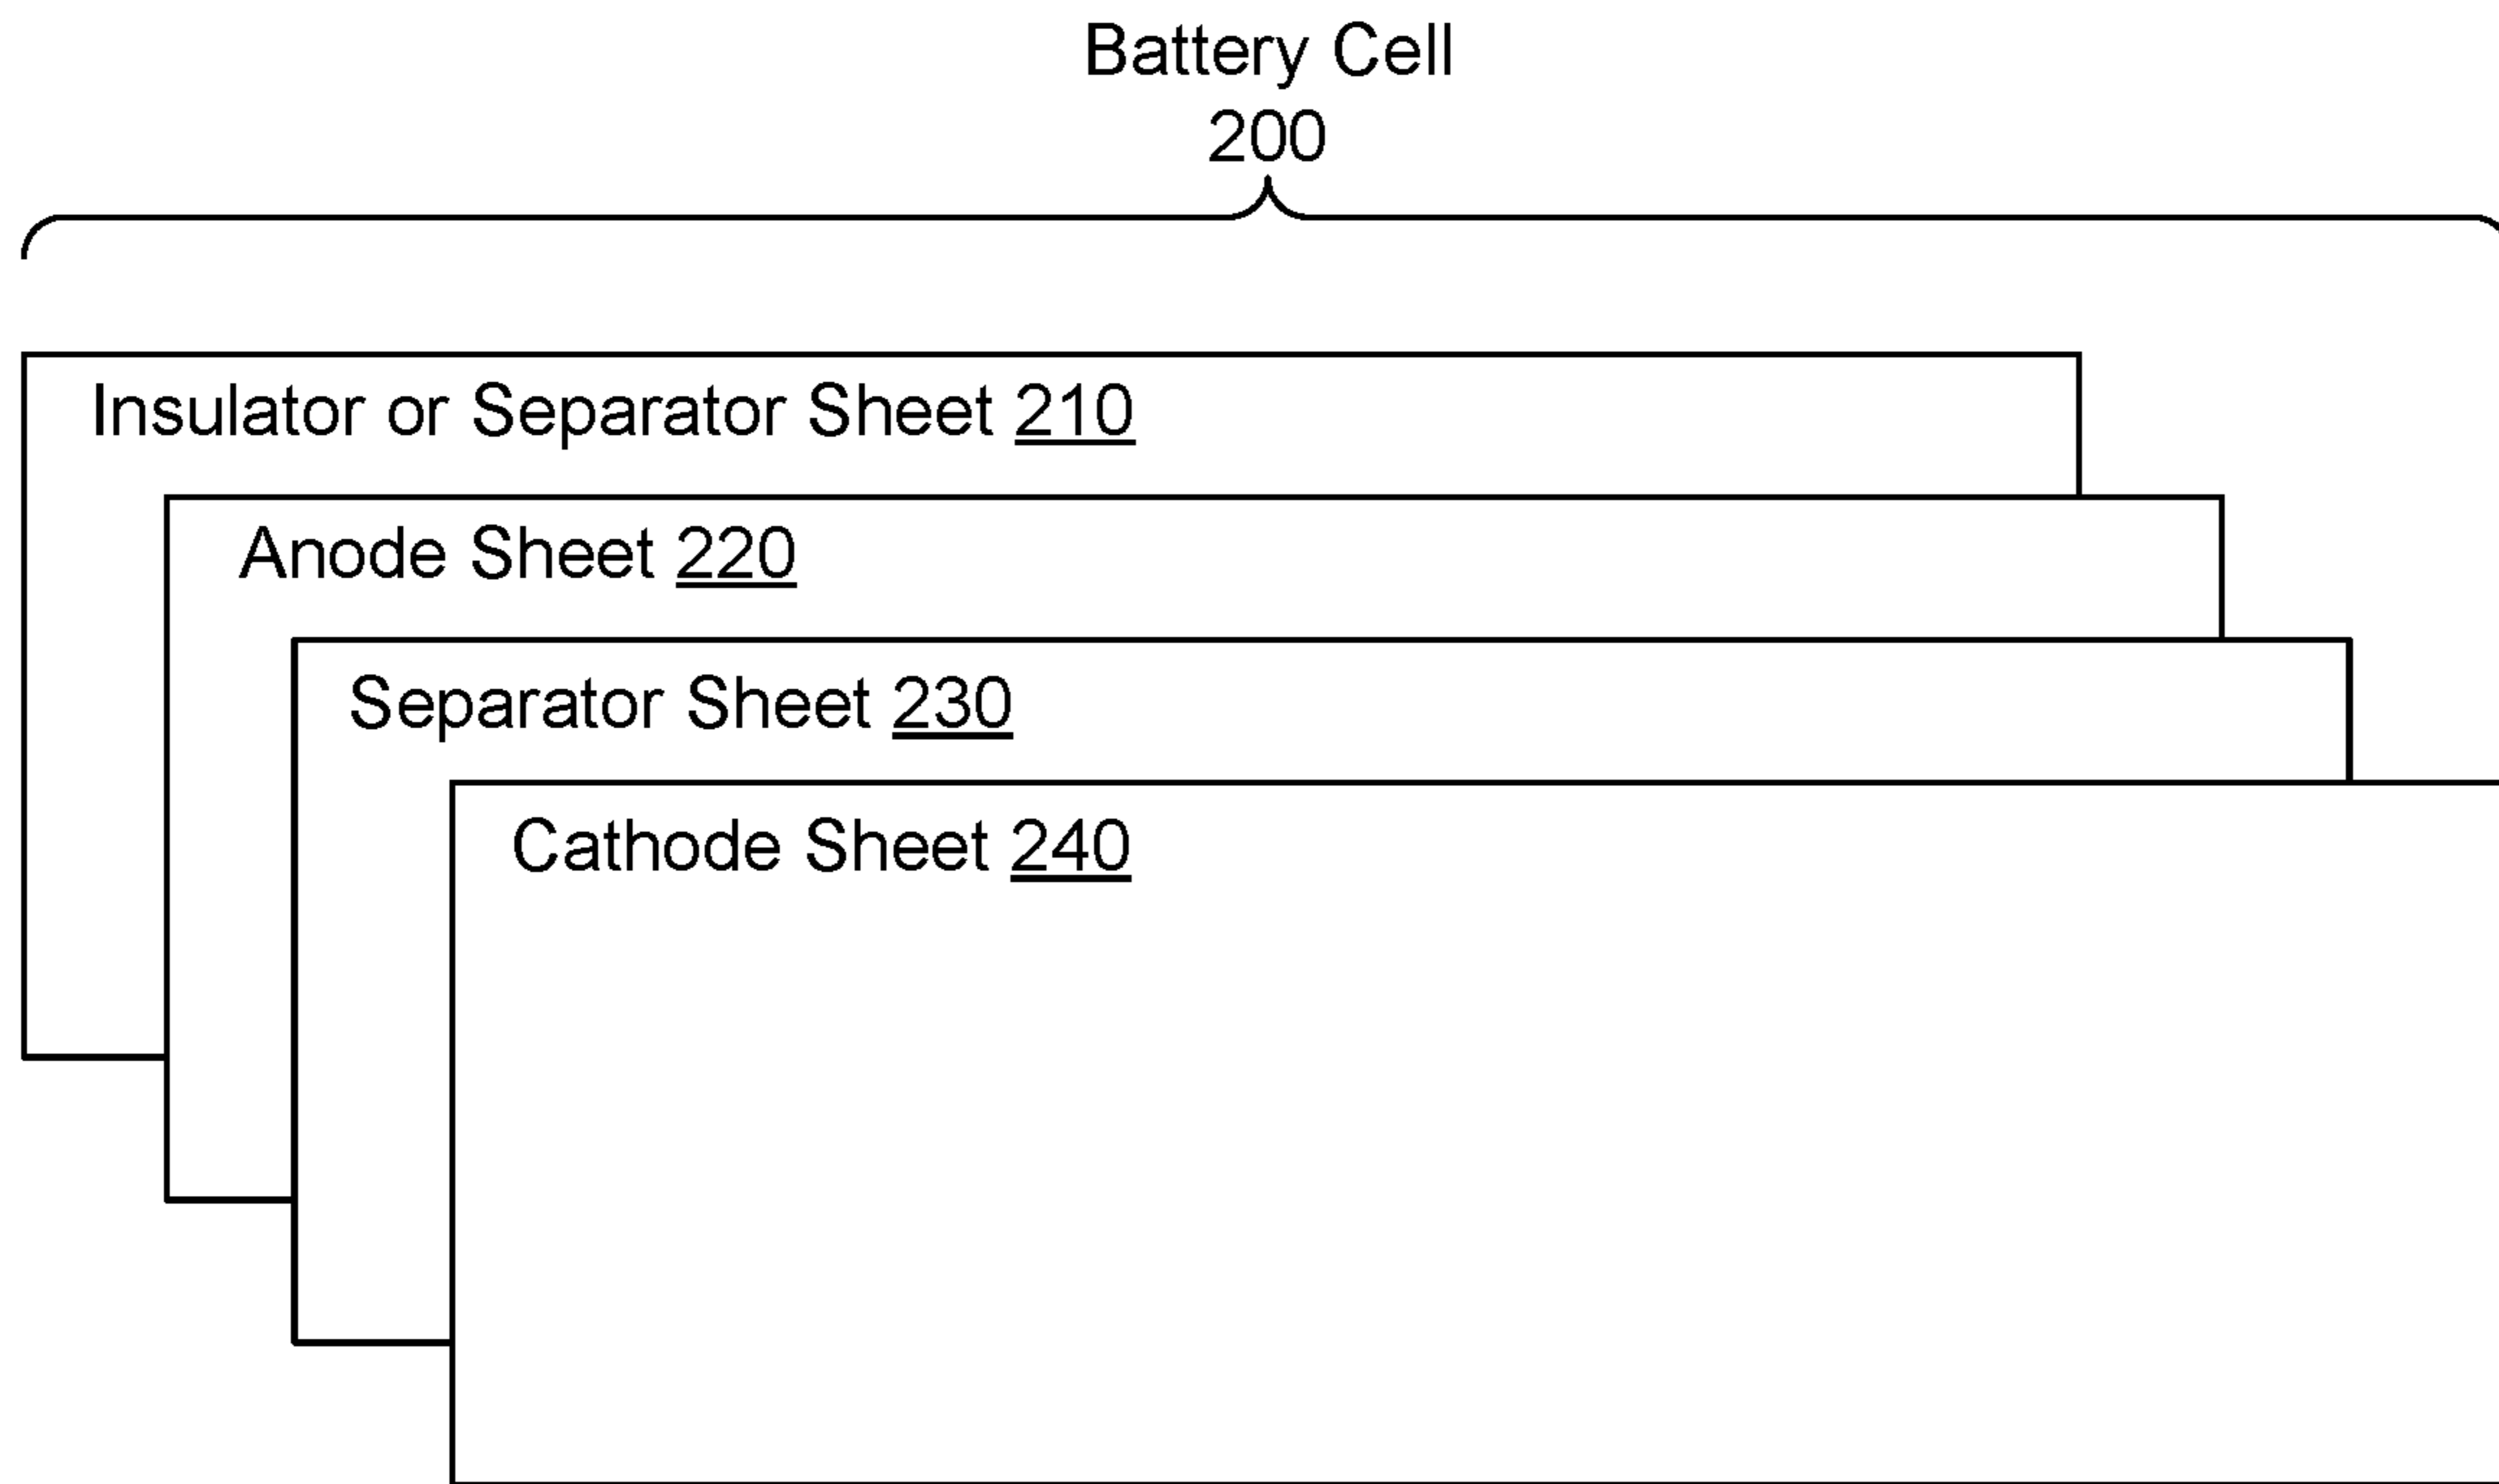 Battery Cell
200
Insulator or Separator Sheet 210
Anode Sheet 220
Separator Sheet 230
Cathode Sheet 240